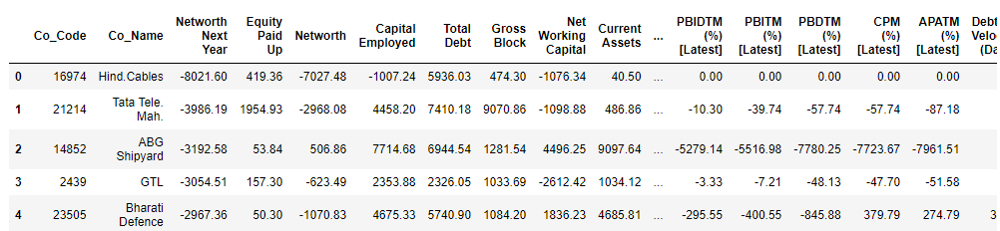 Co_Code Co_Name Networth Next Year Equity Paid Up Networth Capital Employed Total Debt Gross Block Net Working Capital Current Assets ... PBIDTM (%) [Latest] PBITM (%) [Latest] PBDTM (%) [Latest] CPM (%) [Latest] APATM (%) [Latest]
0 16974 Hind.Cables -8021.60 419.36 -7027.48 -1007.24 5936.03 474.30 -1076.34 40.50 ... 0.00 0.00 0.00 0.00 0.00
1 21214 Tata Tele. Mah. -3986.19 1954.93 -2968.08 4458.20 7410.18 9070.86 -1098.88 486.86 ... -10.30 -39.74 -57.74 -57.74 -87.18
2 14852 ABG Shipyard -3192.58 53.84 506.86 7714.68 6944.54 1281.54 4496.25 9097.64 ... -5279.14 -5516.98 -7780.25 -7723.67 -7961.51
3 2439 GTL -3054.51 157.30 -623.49 2353.88 2326.05 1033.69 -2612.42 1034.12 ... -3.33 -7.21 -48.13 -47.70 -51.58
4 23505 Bharati Defence -2967.36 50.30 -1070.83 4675.33 5740.90 1084.20 1836.23 4685.81 ... -295.55 -400.55 -845.88 379.79 274.79